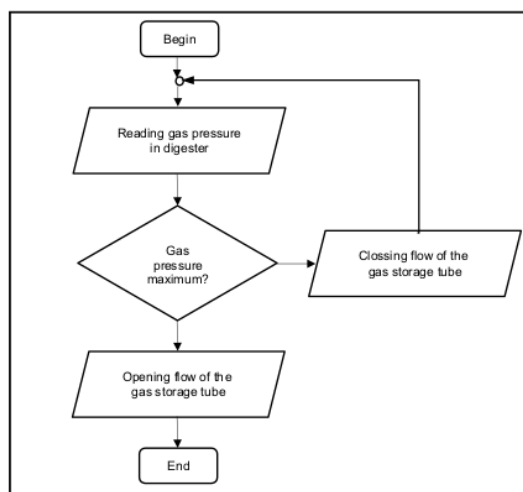 Begin
Reading gas pressure
in digester
Gas
pressure
maximum?
Clossing flow of the
gas storage tube
Opening flow of the
gas storage tube
End